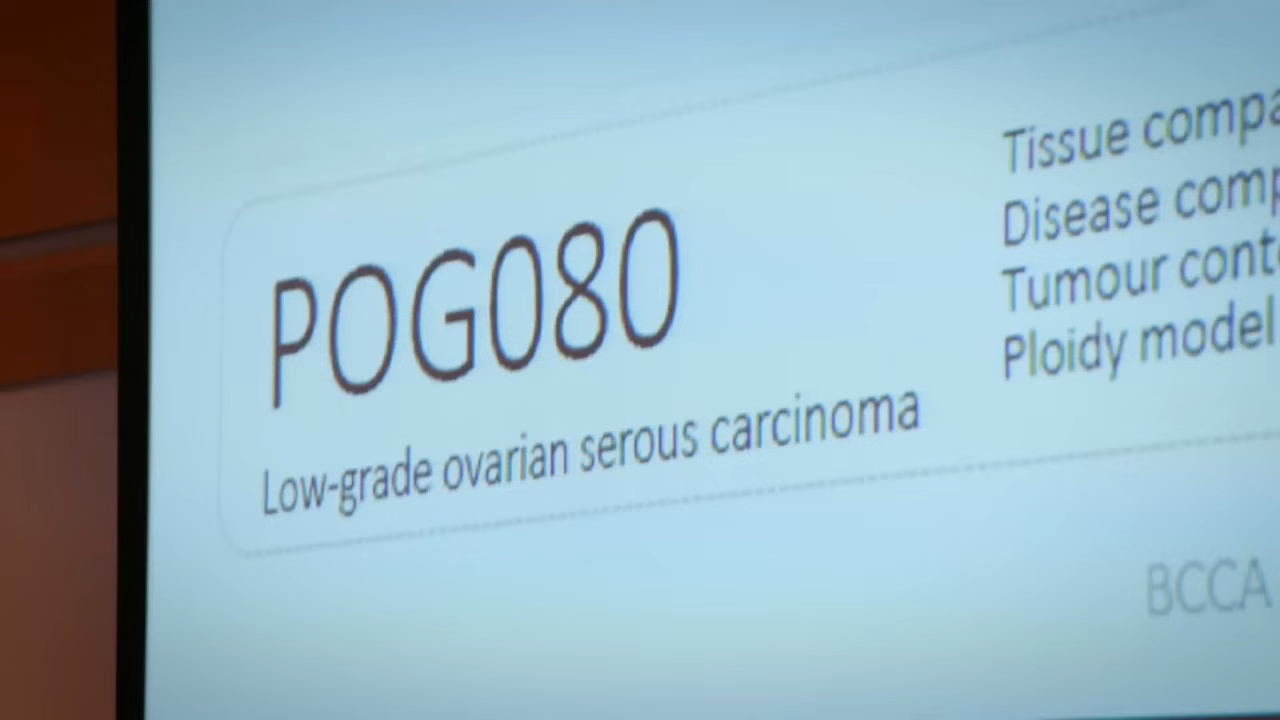 POG080
Low-grade ovarian serous carcinoma
Tissue
Disease
Tumour
Ploidy model
BCCA